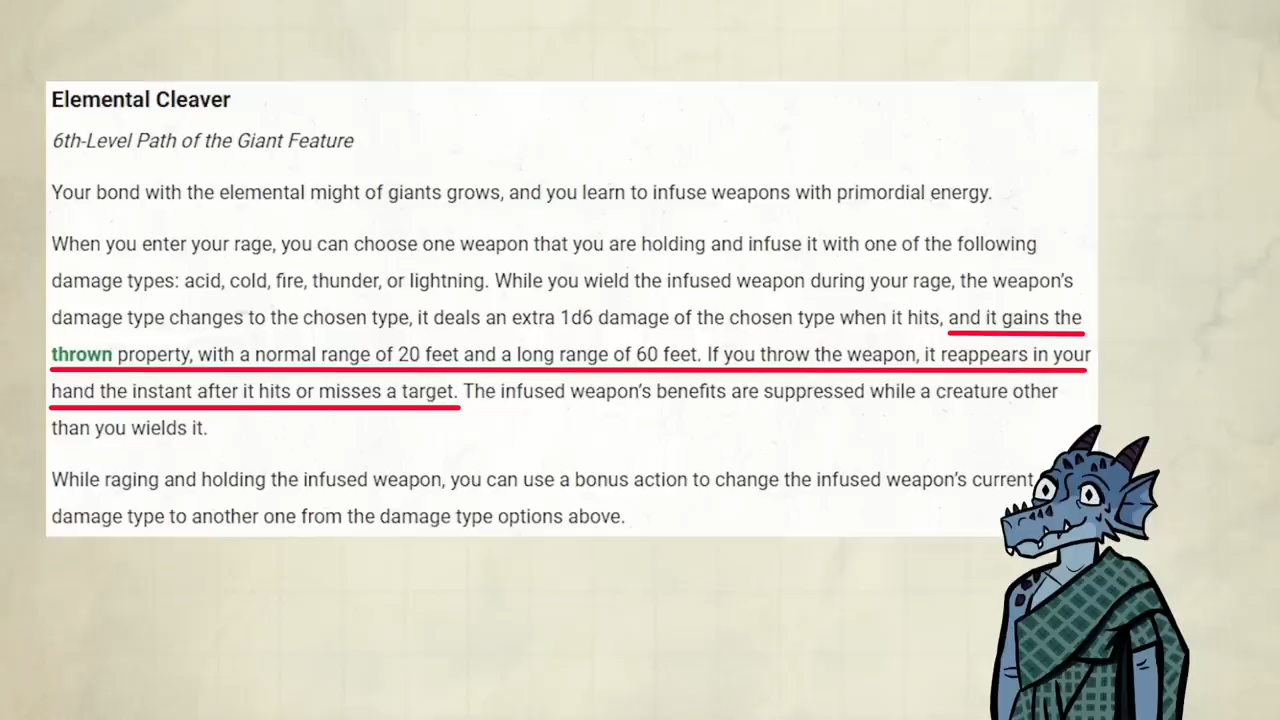 Elemental Cleaver
6th-Level Path of the Giant Feature
Your bond with the elemental might of giants grows, and you learn to infuse weapons with primordial energy.
When you enter your rage, you can choose one weapon that you are holding and infuse it with one of the following
damage types: acid, cold, fire, thunder, or lightning. While you wield the infused weapon during your rage, the weapon's
damage type changes to the chosen type, it deals an extra 1d6 damage of the chosen type when it hits, and it gains the
thrown property, with a normal range of 20 feet and a long range of 60 feet. If you throw the weapon, it reappears in your
hand the instant after it hits or misses a target. The infused weapon's benefits are suppressed while a creature other
than you wields it.
While raging and holding the infused weapon, you can use a bonus action to change the infused weapon's current
damage type to another one from the damage type options above.